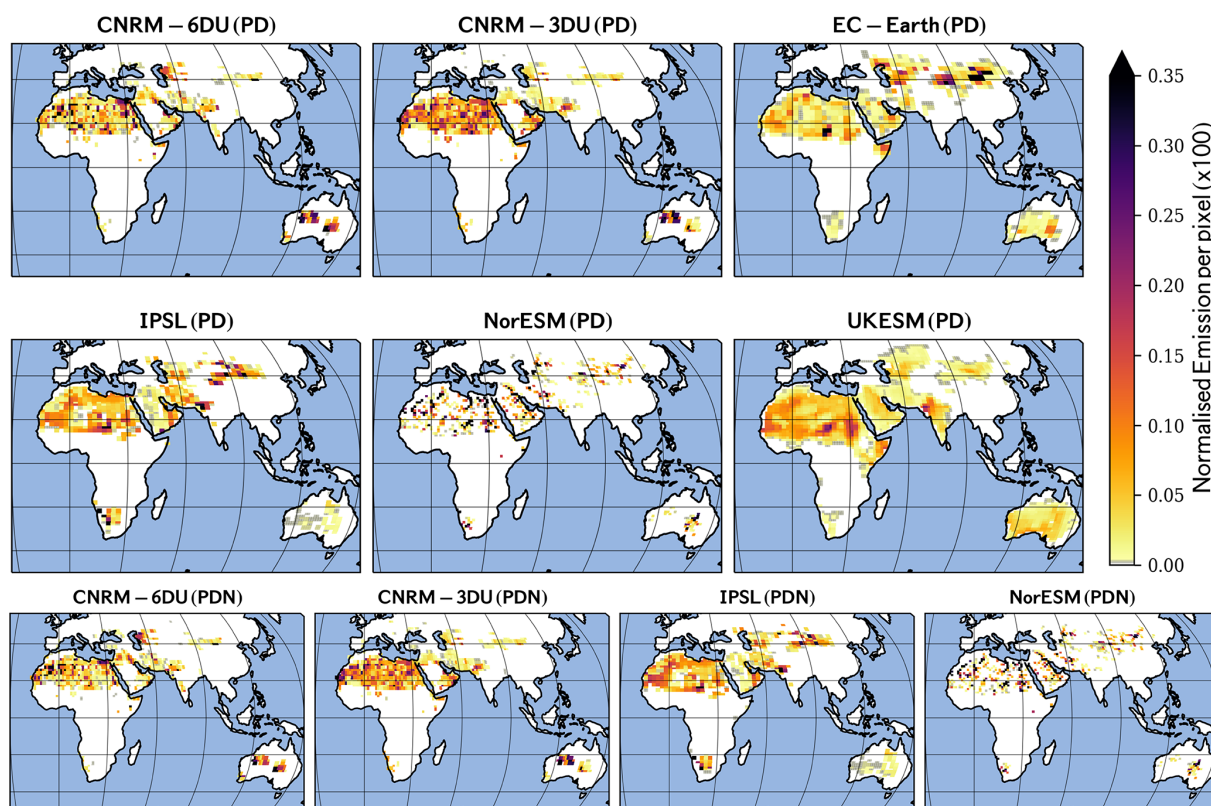 CNRM – 6DU (PD)
CNRM – 3DU (PD)
EC – Earth (PD)
IPSL (PD)
NorESM (PD)
UKESM (PD)
CNRM – 6DU (PDN)
CNRM – 3DU (PDN)
IPSL (PDN)
NorESM (PDN)
0.35
0.30
0.25
0.20
0.15
0.10
0.05
0.00
Normalised Emission per pixel (x100)